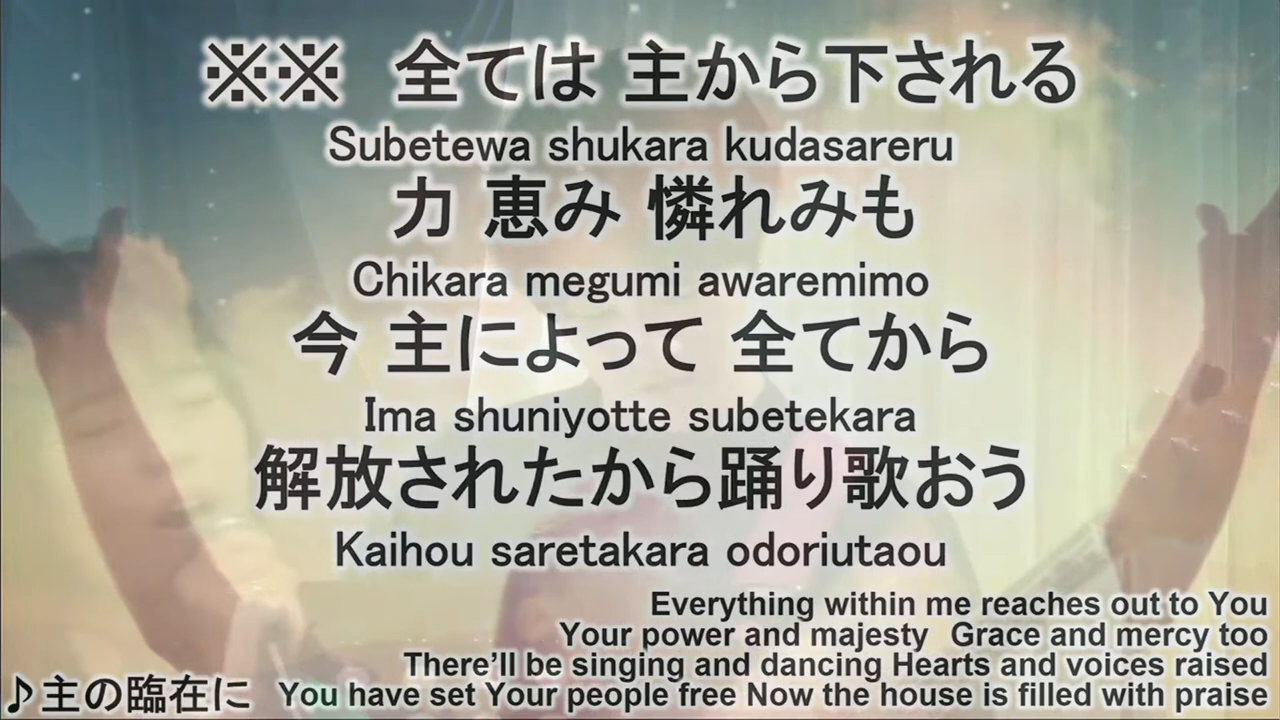 ※※ 全ては 主から下される
Subetewa shukara kudasareru
力 恵み 憐れみも
Chikara megumi awaremimo
今 主によって 全てから
Ima shuniyotte subetekara
解放されたから踊り歌おう
Kaihou saretakara odoriutaou
Everything within me reaches out to You
Your power and majesty Grace and mercy too
There’ll be singing and dancing Hearts and voices raised
You have set Your people free Now the house is filled with praise
♪主の臨在に